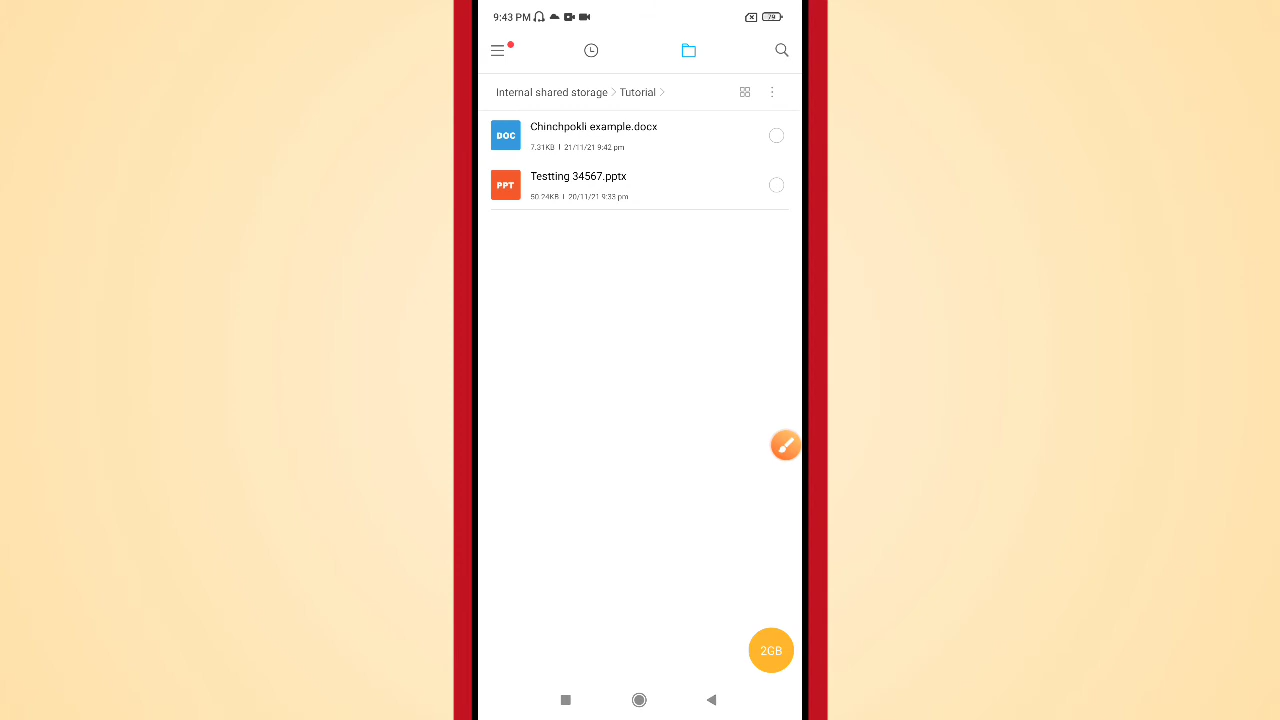 9:43 PM
79
Internal shared storage
Tutorial
DOC
Chinchpokli example.docx
7.31KB | 21/11/21 9:42 pm
PPT
Testting 34567.pptx
50.24KB | 20/11/21 9:33 pm
2GB